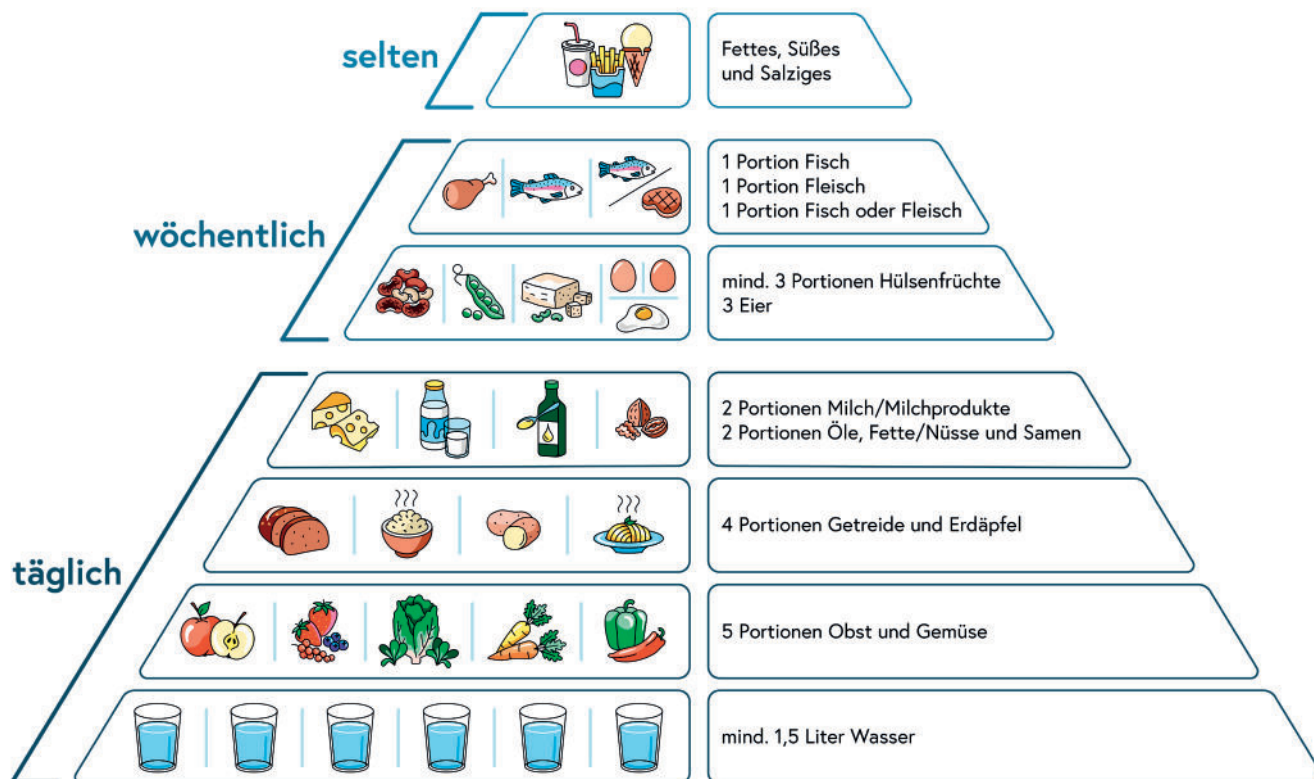 selten
Fettes, Süßes
und Salziges
wöchentlich
1 Portion Fisch
1 Portion Fleisch
1 Portion Fisch oder Fleisch
mind. 3 Portionen Hülsenfrüchte
3 Eier
täglich
2 Portionen Milch/Milchprodukte
2 Portionen Öle, Fette/Nüsse und Samen
4 Portionen Getreide und Erdäpfel
5 Portionen Obst und Gemüse
mind. 1,5 Liter Wasser